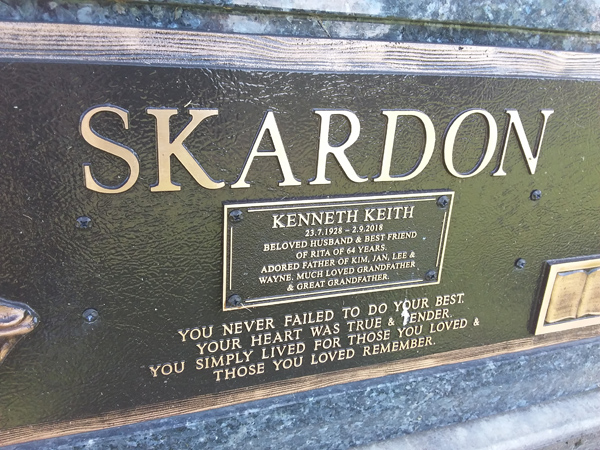 SKARDON
KENNETH KEITH
23.7.1928 – 2.9.2018
BELOVED HUSBAND & BEST FRIEND
OF RITA OF 64 YEARS.
ADORED FATHER OF KIM, JAN, LEE &
WAYNE. MUCH LOVED GRANDFATHER
& GREAT GRANDFATHER.
YOU NEVER FAILED TO DO YOUR BEST.
YOUR HEART WAS TRUE & TENDER.
YOU SIMPLY LIVED FOR THOSE YOU LOVED &
THOSE YOU LOVED REMEMBER.